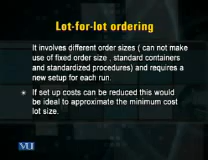 Lot-for-lot ordering
It involves different order sizes ( can not make
use of fixed order size , standard containers
and standardized procedures) and requires a
new setup for each run.
If set up costs can be reduced this would
be ideal to approximate the minimum cost
lot size.
VU